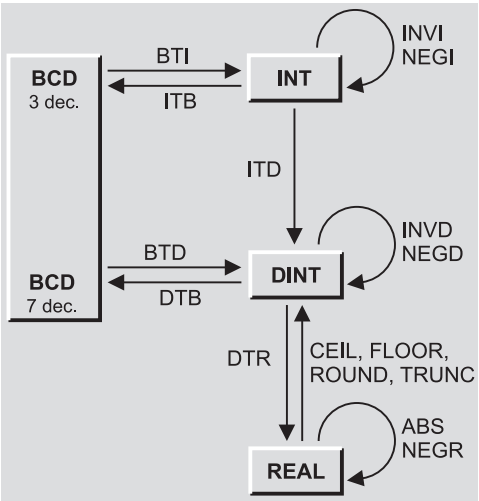 BCD
3 dec.
BTI
ITB
INT
INVI
NEGI
ITD
BCD
7 dec.
BTD
DTB
DINT
INVD
NEGD
DTR
CEIL, FLOOR,
ROUND, TRUNC
REAL
ABS
NEGR